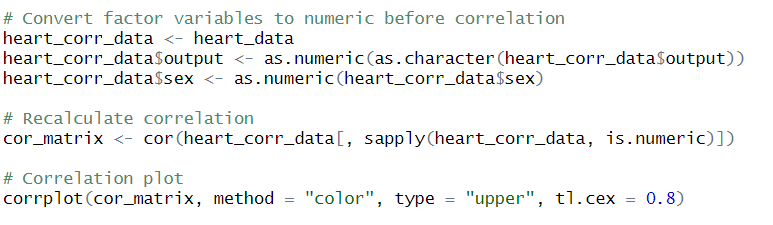 # Convert factor variables to numeric before correlation
heart_corr_data <- heart_data
heart_corr_data$output <- as.numeric(as.character(heart_corr_data$output))
heart_corr_data$sex <- as.numeric(heart_corr_data$sex)
# Recalculate correlation
cor_matrix <- cor(heart_corr_data[, sapply(heart_corr_data, is.numeric)])
# Correlation plot
corrplot(cor_matrix, method = "color", type = "upper", tl.cex = 0.8)